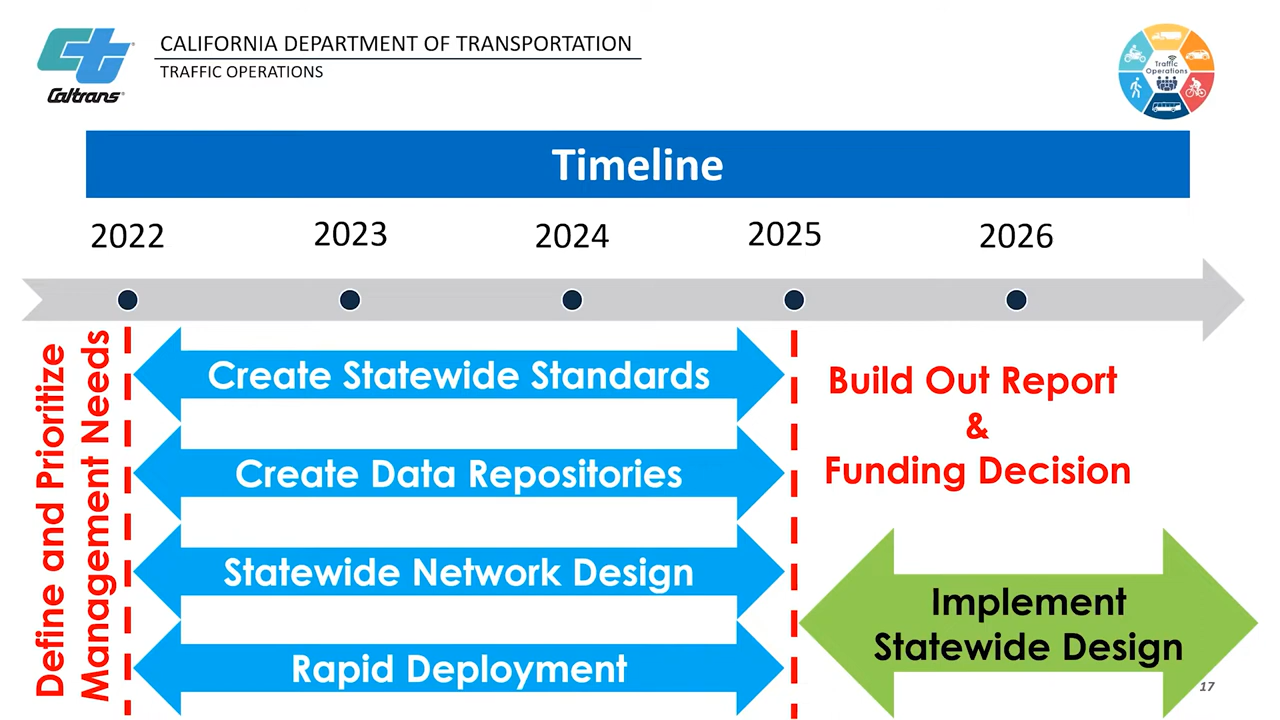 CALIFORNIA DEPARTMENT OF TRANSPORTATION
TRAFFIC OPERATIONS
Caltrans
Traffic
Operations
Timeline
2022
2023
2024
2025
2026
Define and Prioritize
Management Needs
Create Statewide Standards
Create Data Repositories
Statewide Network Design
Rapid Deployment
Build Out Report
&
Funding Decision
Implement
Statewide Design
17